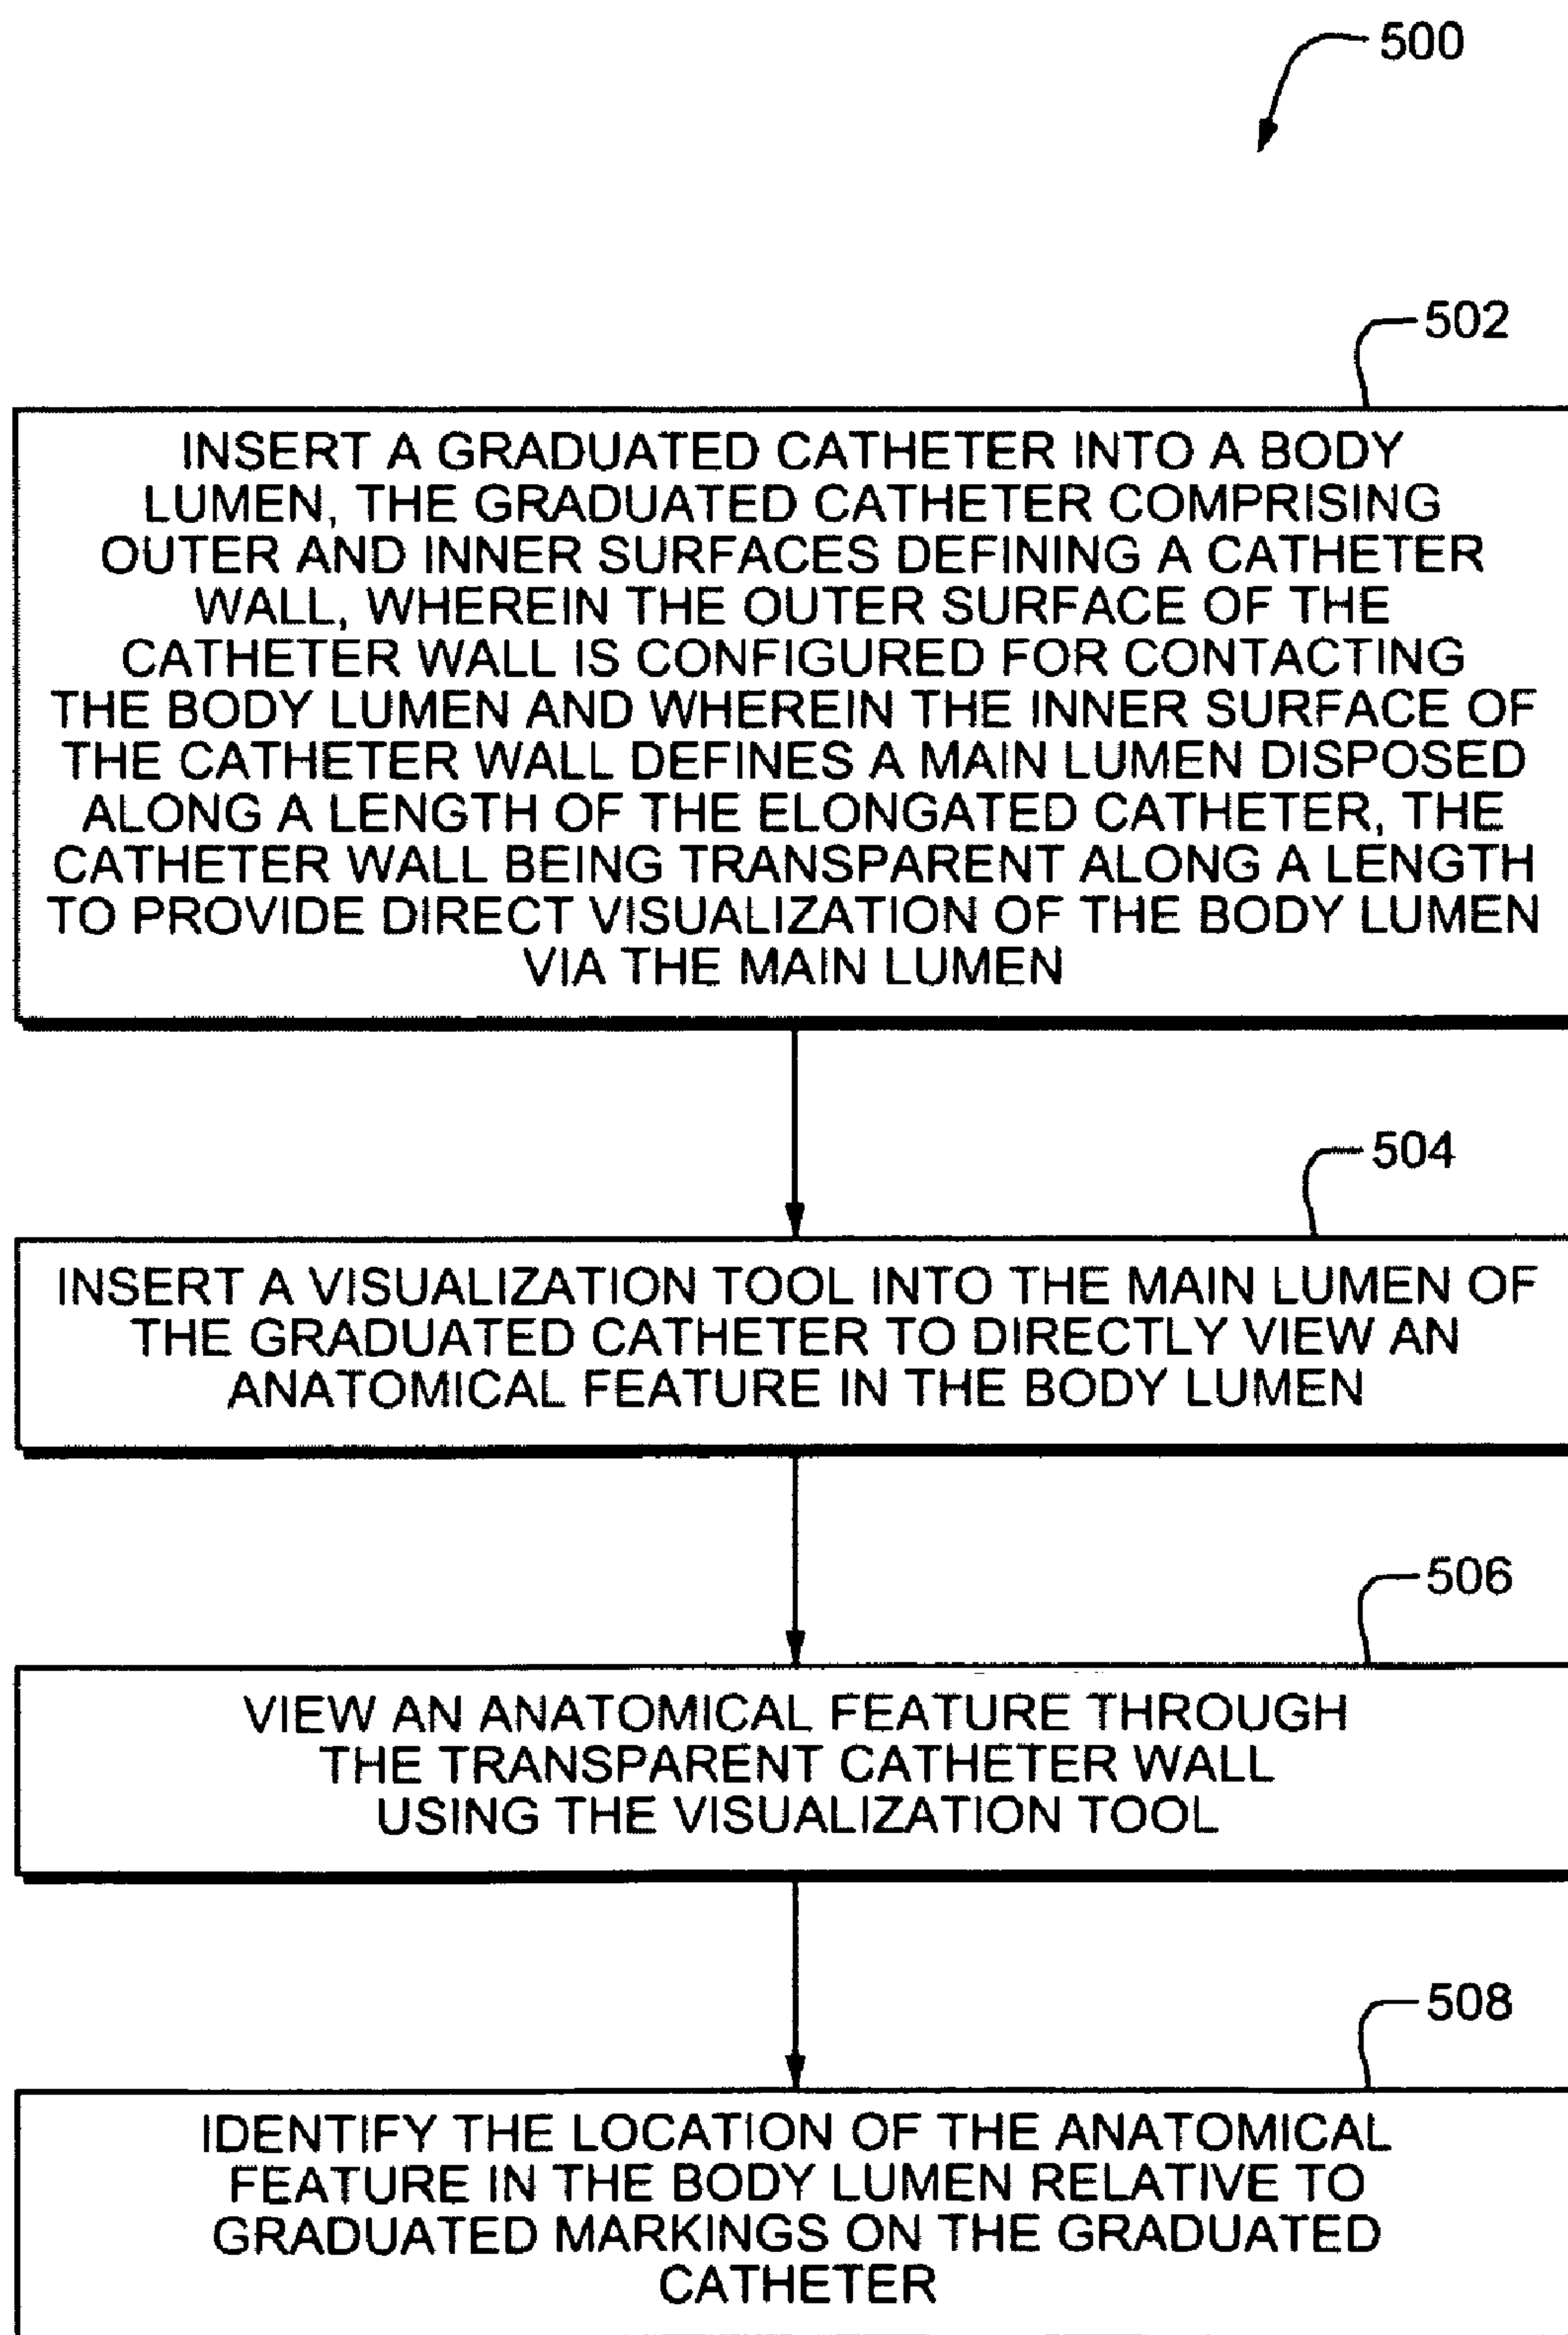 500
502
INSERT A GRADUATED CATHETER INTO A BODY
LUMEN, THE GRADUATED CATHETER COMPRISING
OUTER AND INNER SURFACES DEFINING A CATHETER
WALL, WHEREIN THE OUTER SURFACE OF THE
CATHETER WALL IS CONFIGURED FOR CONTACTING
THE BODY LUMEN AND WHEREIN THE INNER SURFACE OF
THE CATHETER WALL DEFINES A MAIN LUMEN DISPOSED
ALONG A LENGTH OF THE ELONGATED CATHETER, THE
CATHETER WALL BEING TRANSPARENT ALONG A LENGTH
TO PROVIDE DIRECT VISUALIZATION OF THE BODY LUMEN
VIA THE MAIN LUMEN
504
INSERT A VISUALIZATION TOOL INTO THE MAIN LUMEN OF
THE GRADUATED CATHETER TO DIRECTLY VIEW AN
ANATOMICAL FEATURE IN THE BODY LUMEN
506
VIEW AN ANATOMICAL FEATURE THROUGH
THE TRANSPARENT CATHETER WALL
USING THE VISUALIZATION TOOL
508
IDENTIFY THE LOCATION OF THE ANATOMICAL
FEATURE IN THE BODY LUMEN RELATIVE TO
GRADUATED MARKINGS ON THE GRADUATED
CATHETER